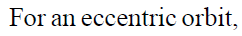 For an eccentric orbit,